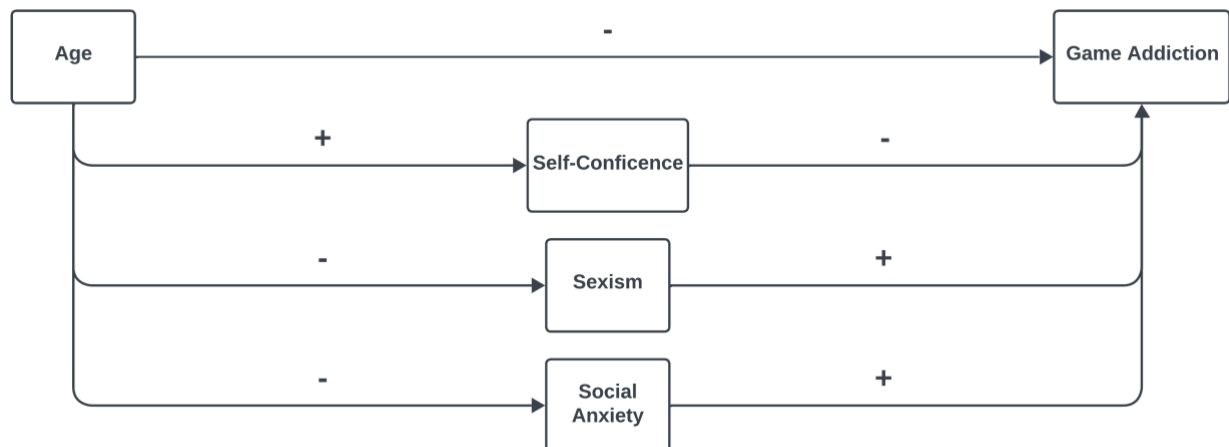 -
Age
Game Addiction
+
-
Self-Conficence
-
+
Sexism
-
+
Social
Anxiety